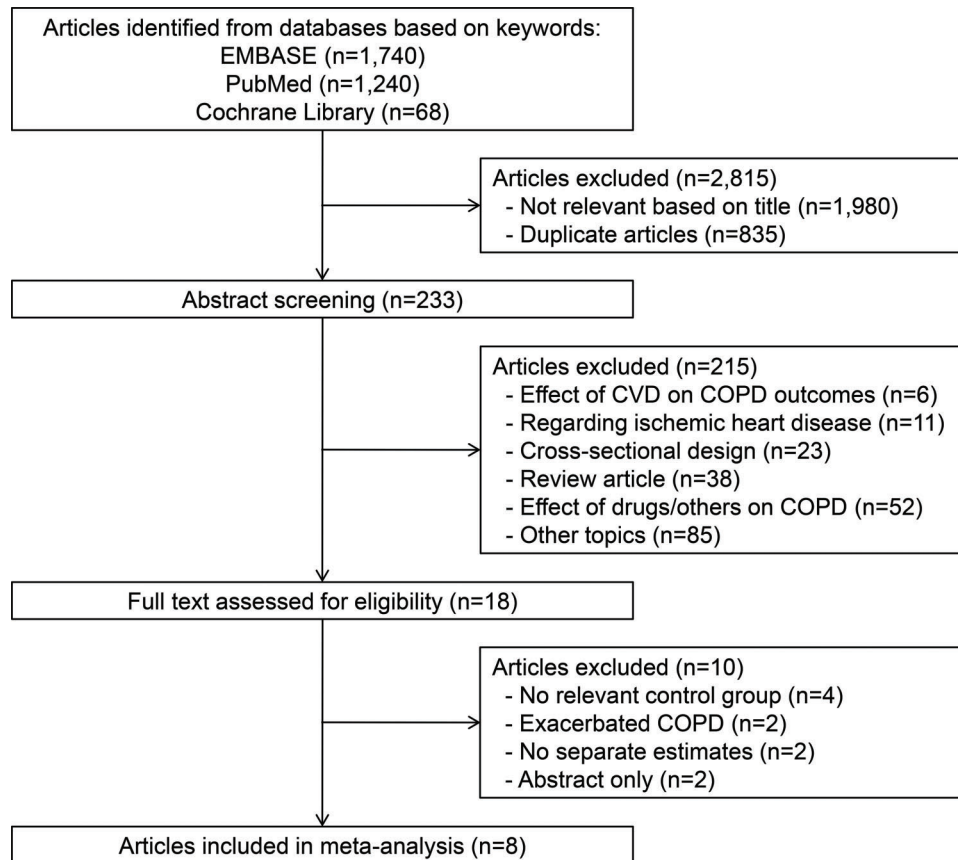 Articles identified from databases based on keywords:
EMBASE (n=1,740)
PubMed (n=1,240)
Cochrane Library (n=68)
Articles excluded (n=2,815)
- Not relevant based on title (n=1,980)
- Duplicate articles (n=835)
Abstract screening (n=233)
Articles excluded (n=215)
- Effect of CVD on COPD outcomes (n=6)
- Regarding ischemic heart disease (n=11)
- Cross-sectional design (n=23)
- Review article (n=38)
- Effect of drugs/others on COPD (n=52)
- Other topics (n=85)
Full text assessed for eligibility (n=18)
Articles excluded (n=10)
- No relevant control group (n=4)
- Exacerbated COPD (n=2)
- No separate estimates (n=2)
- Abstract only (n=2)
Articles included in meta-analysis (n=8)